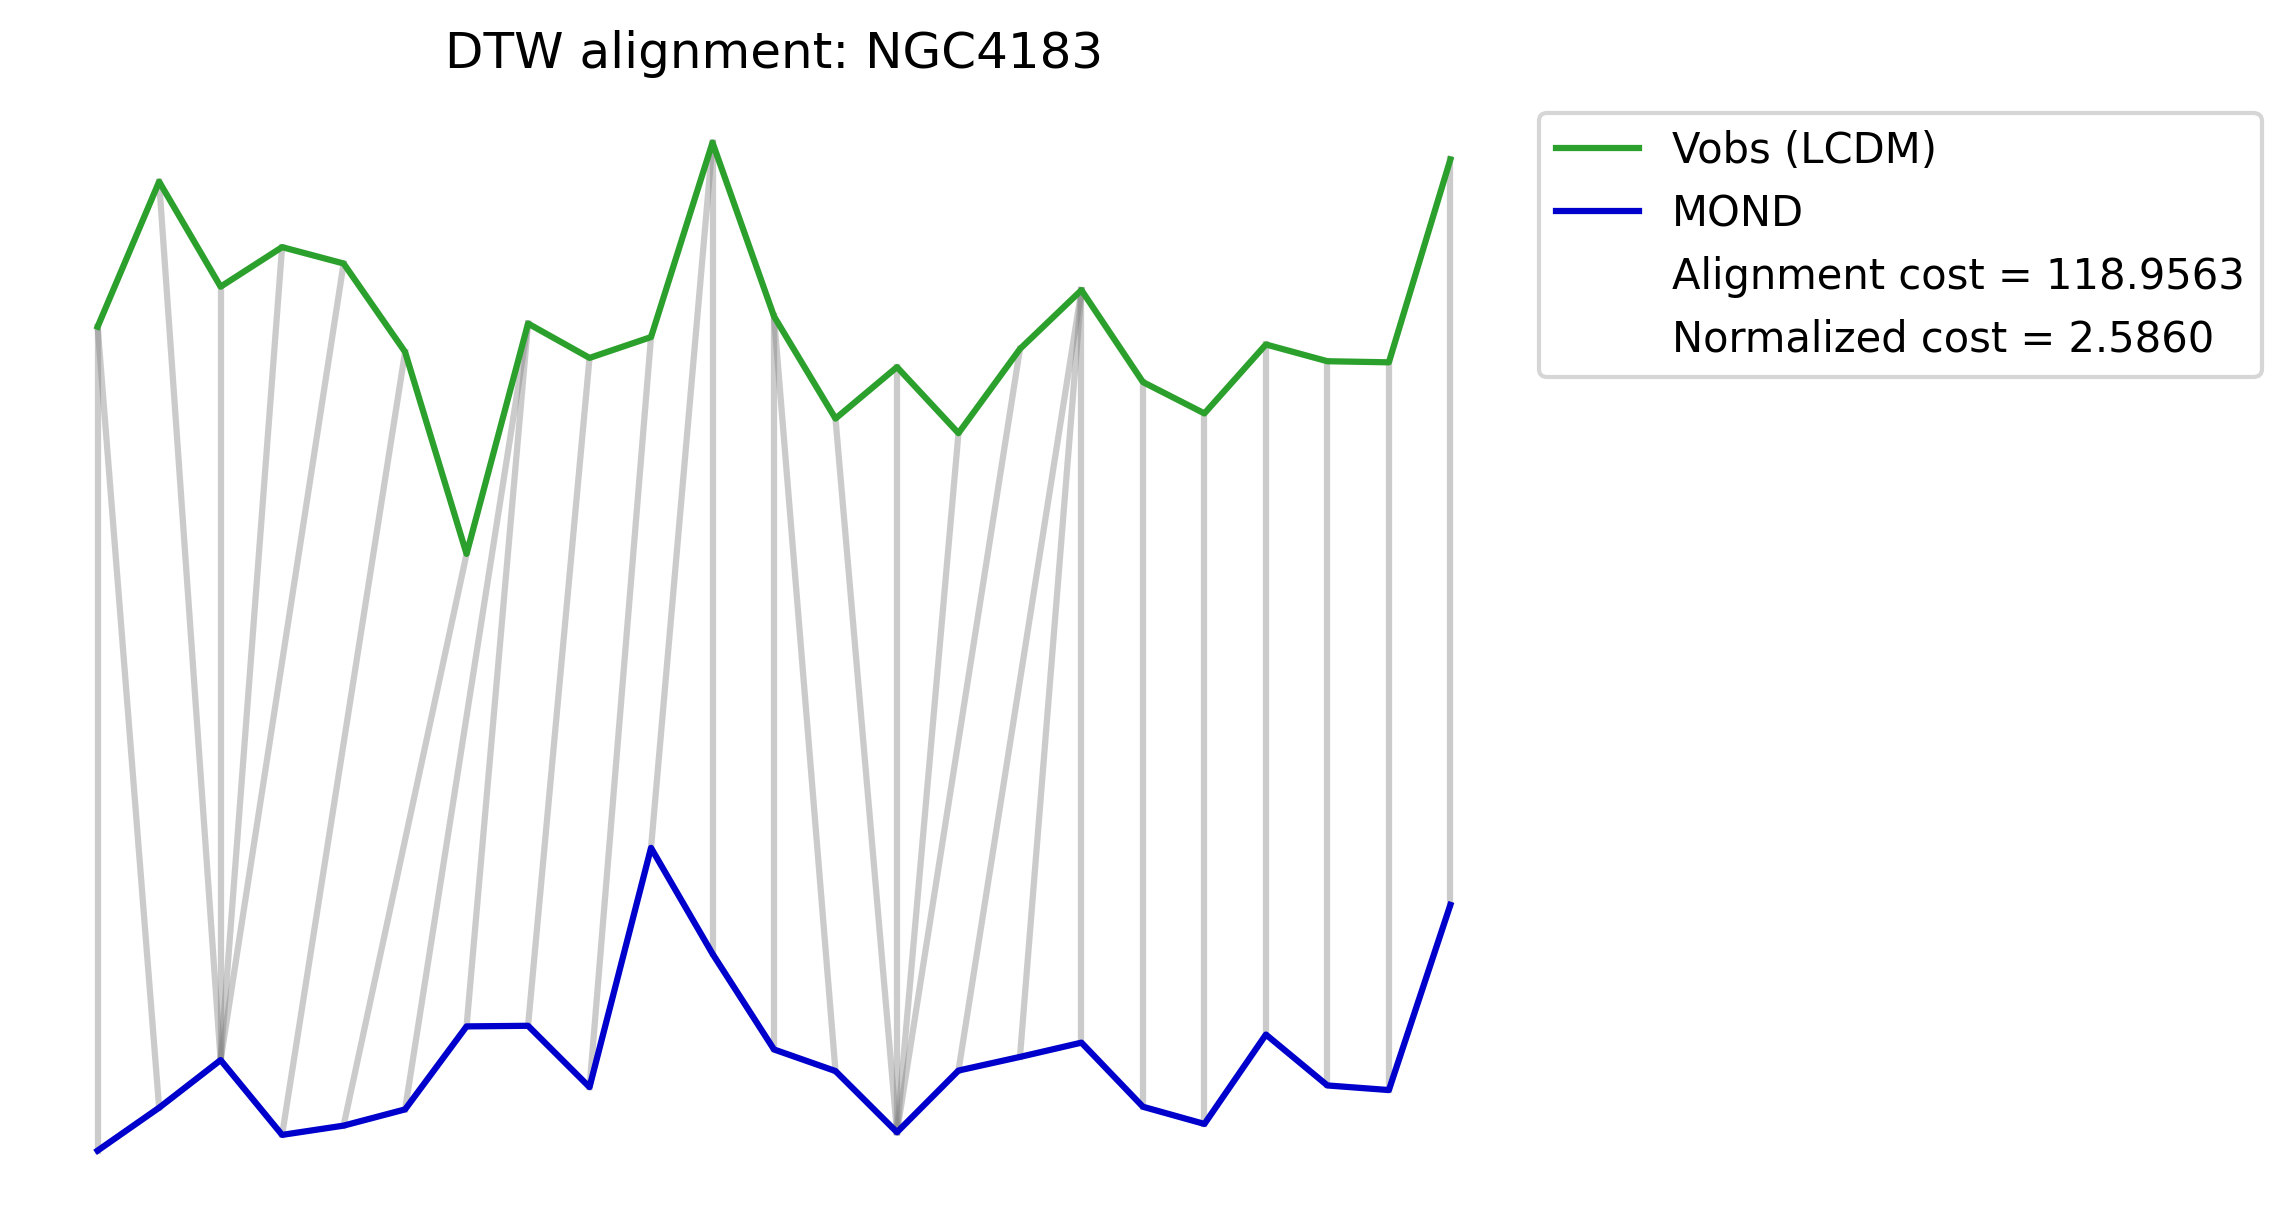 DTW alignment: NGC4183
Vobs (LCDM)
MOND
Alignment cost = 118.9563
Normalized cost = 2.5860